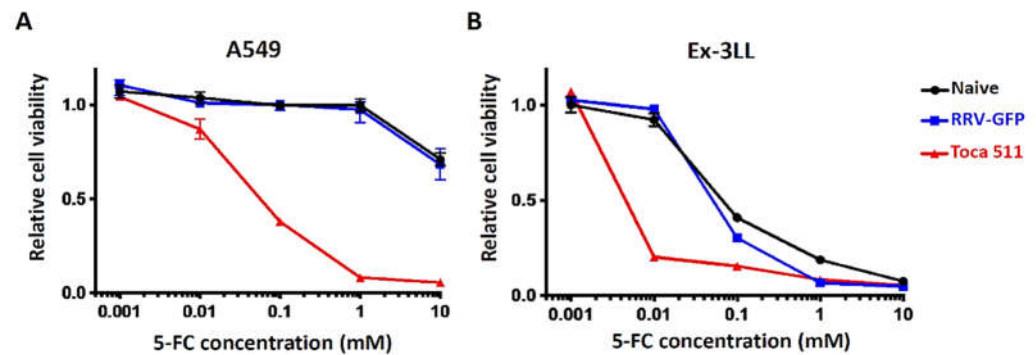 A
A549
Relative cell viability
1.0
0.5
0.0
0.001
0.01
0.1
1
10
5-FC concentration (mM)
B
Ex-3LL
Relative cell viability
1.0
0.5
0.0
0.001
0.01
0.1
1
10
5-FC concentration (mM)
Naive
RRV-GFP
Toca 511